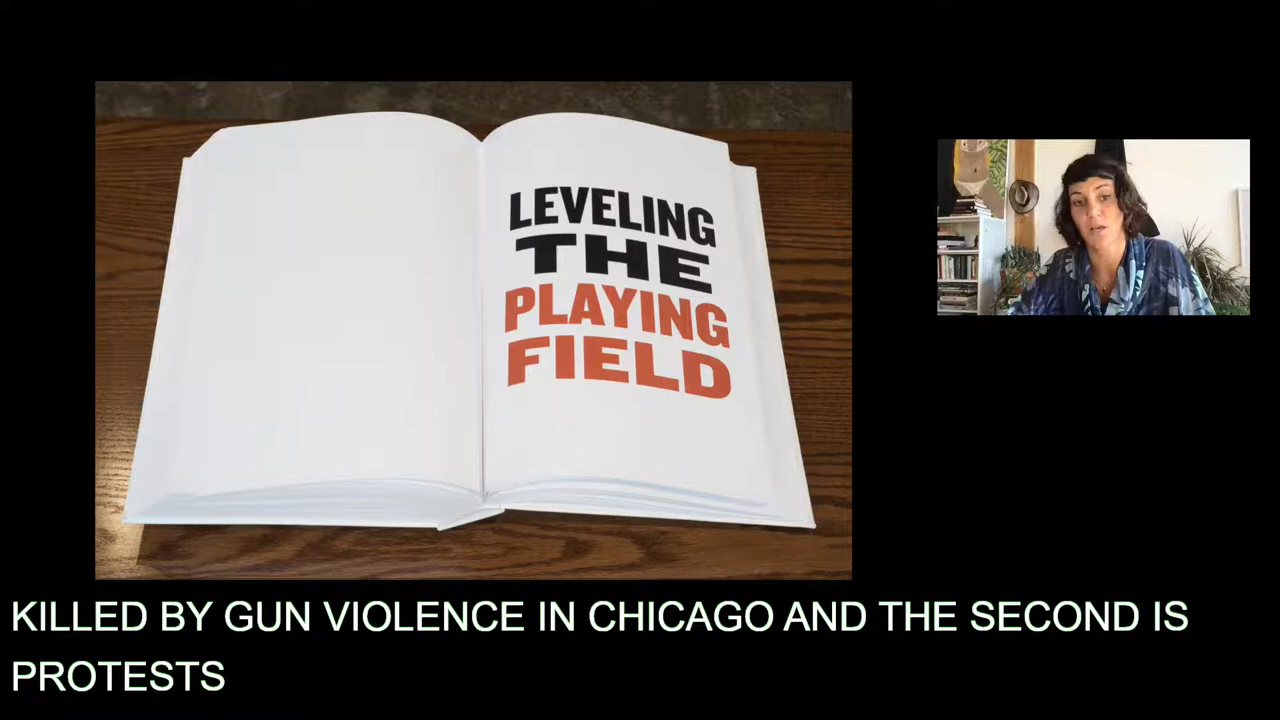 LEVELING
THE
PLAYING
FIELD
KILLED BY GUN VIOLENCE IN CHICAGO AND THE SECOND IS
PROTESTS